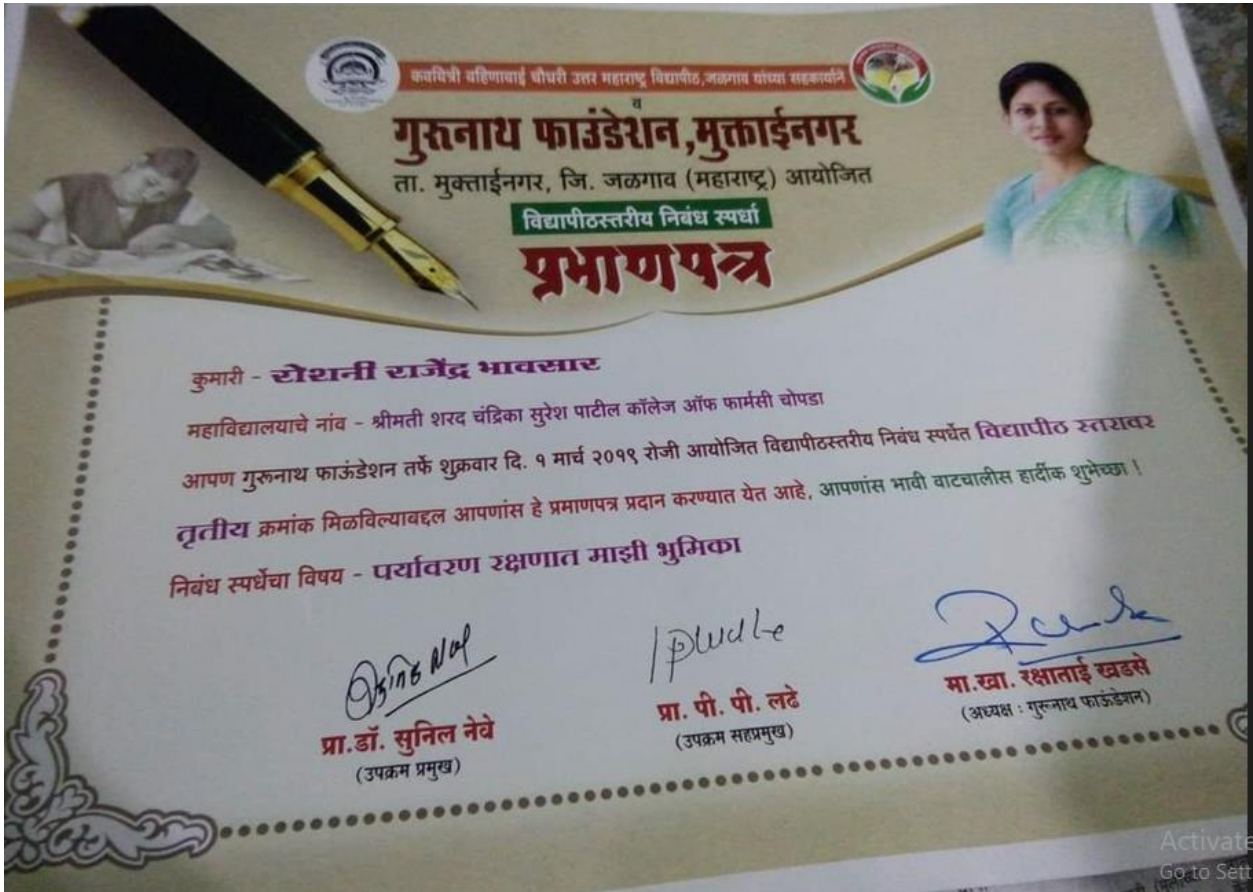 कवयित्री बहिणाबाई चौधरी उत्तर महाराष्ट्र विद्यापीठ,जळगाव यांच्या सहकार्याने
व
गुरुनाथ फाउंडेशन,मुक्ताईनगर
ता. मुक्ताईनगर, जि. जळगाव (महाराष्ट्र) आयोजित
विद्यापीठस्तरीय निबंध स्पर्धा
प्रमाणपत्र
कुमारी - रोशनी राजेंद्र भावसार
महाविद्यालयाचे नांव - श्रीमती शरद चंद्रिका सुरेश पाटील कॉलेज ऑफ फार्मसी चोपडा
आपण गुरूनाथ फाऊंडेशन तर्फे शुक्रवार दि. १ मार्च २०१९ रोजी आयोजित विद्यापीठस्तरीय निबंध स्पर्धेत विद्यापीठ स्तरावर
तृतीय क्रमांक मिळविल्याबद्दल आपणांस हे प्रमाणपत्र प्रदान करण्यात येत आहे, आपणांस भावी वाटचालीस हार्दीक शुभेच्छा !
निबंध स्पर्धेचा विषय - पर्यावरण रक्षणात माझी भुमिका
प्रा.डॉ. सुनिल नेवे
(उपक्रम प्रमुख)
प्रा. पी. पी. लढे
(उपक्रम सहप्रमुख)
मा.खा. रक्षाताई खडसे
(अध्यक्ष : गुरूनाथ फाऊंडेशन)
Activate
Go to Sett